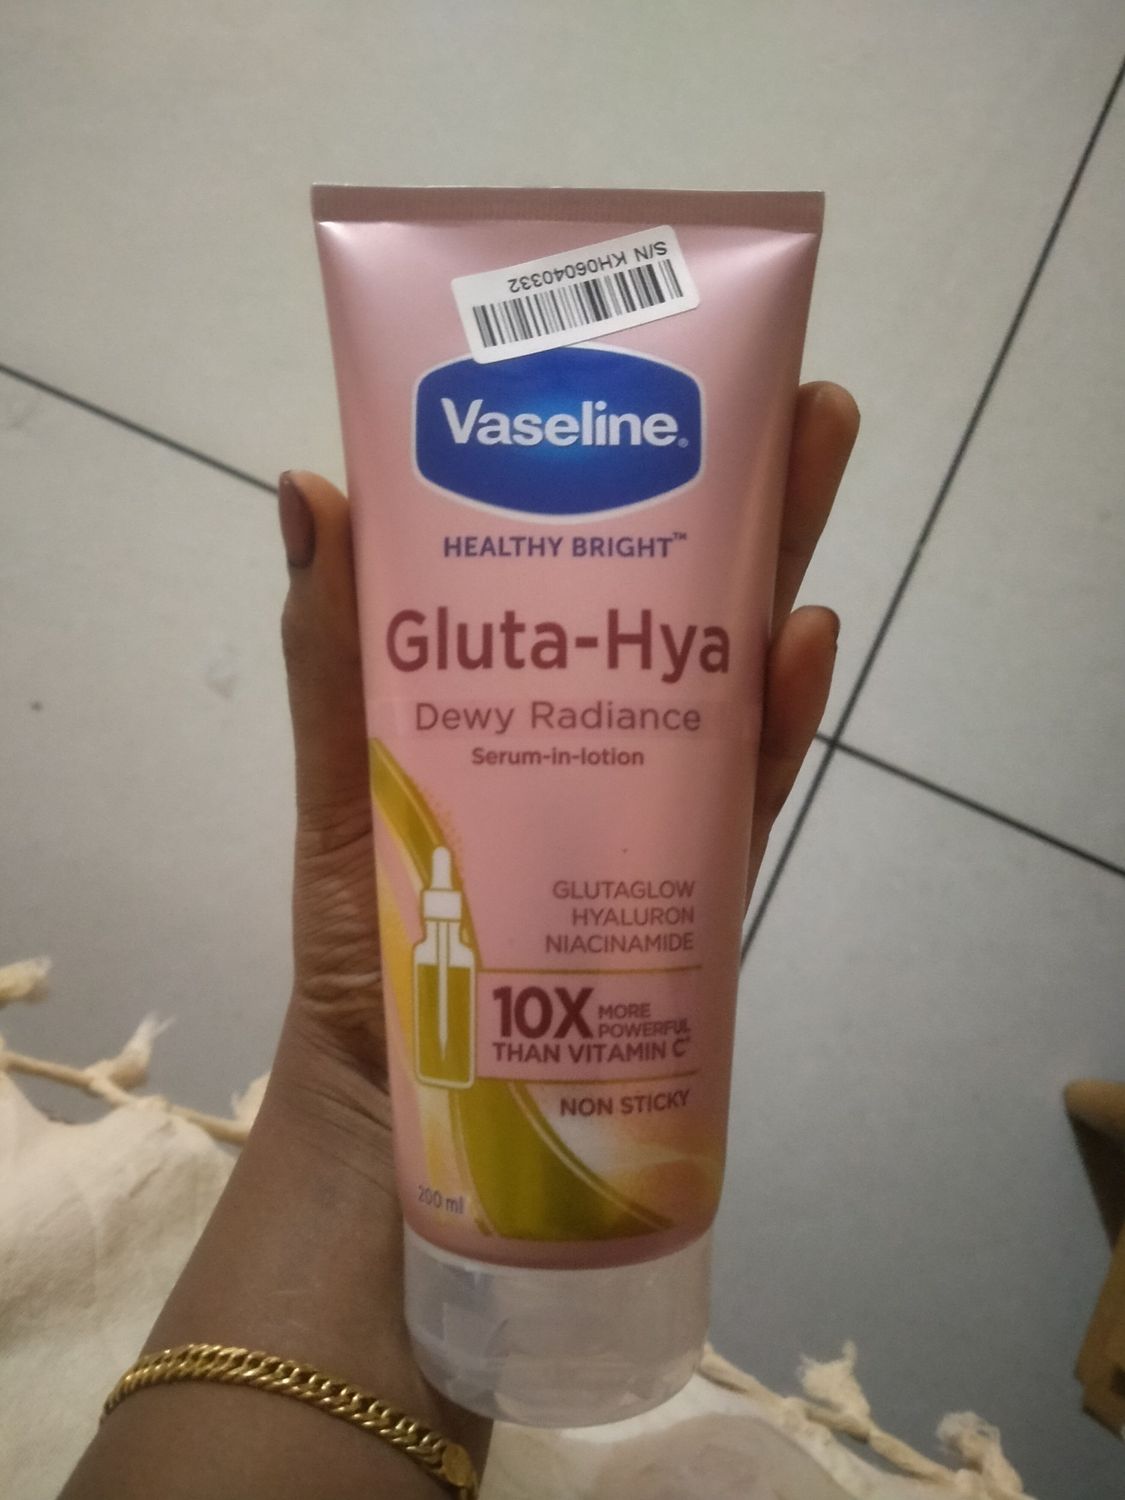 S/N KH06040332
Vaseline®
HEALTHY BRIGHT™
Gluta-Hya
Dewy Radiance
Serum-in-lotion
GLUTAGLOW
HYALURON
NIACINAMIDE
10X MORE
POWERFUL
THAN VITAMIN C*
NON STICKY
200 ml